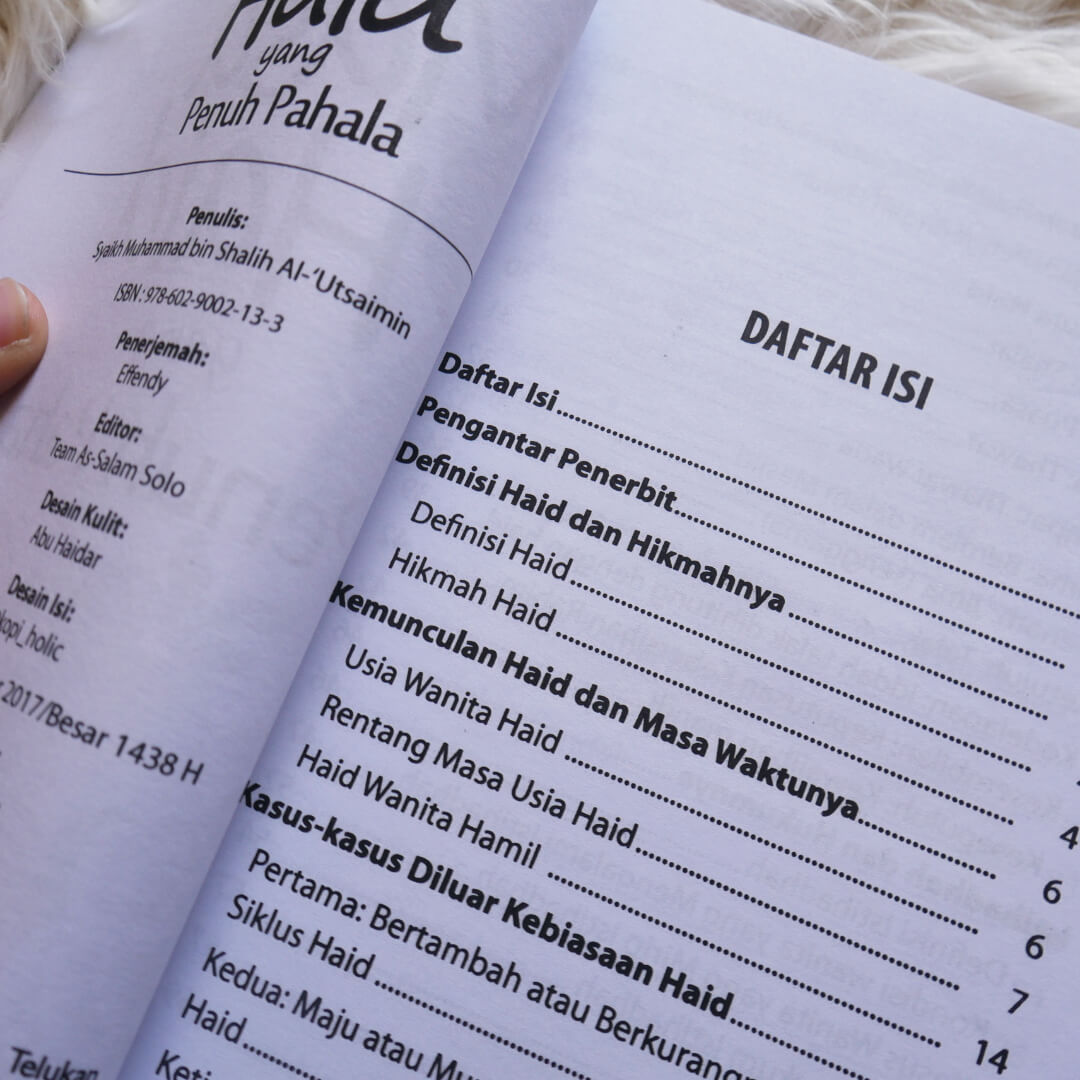 Haid
yang
Penuh Pahala
Penulis:
Syaikh Muhammad bin Shalih Al-‘Utsaimin
ISBN : 978-602-9002-13-3
Penerjemah:
Effendy
Editor:
Team As-Salam Solo
Desain Kulit:
Abu Haidar
Desain Isi:
kopi_holic
2017/Besar 1438 H
Telukan
DAFTAR ISI
Daftar Isi
Pengantar Penerbit
Definisi Haid dan Hikmahnya
Definisi Haid
Hikmah Haid
Kemunculan Haid dan Masa Waktunya
Usia Wanita Haid 4
Rentang Masa Usia Haid 6
Haid Wanita Hamil 6
Kasus-kasus Diluar Kebiasaan Haid 7
Pertama: Bertambah atau Berkurang
Siklus Haid 14
Kedua: Maju atau
Haid